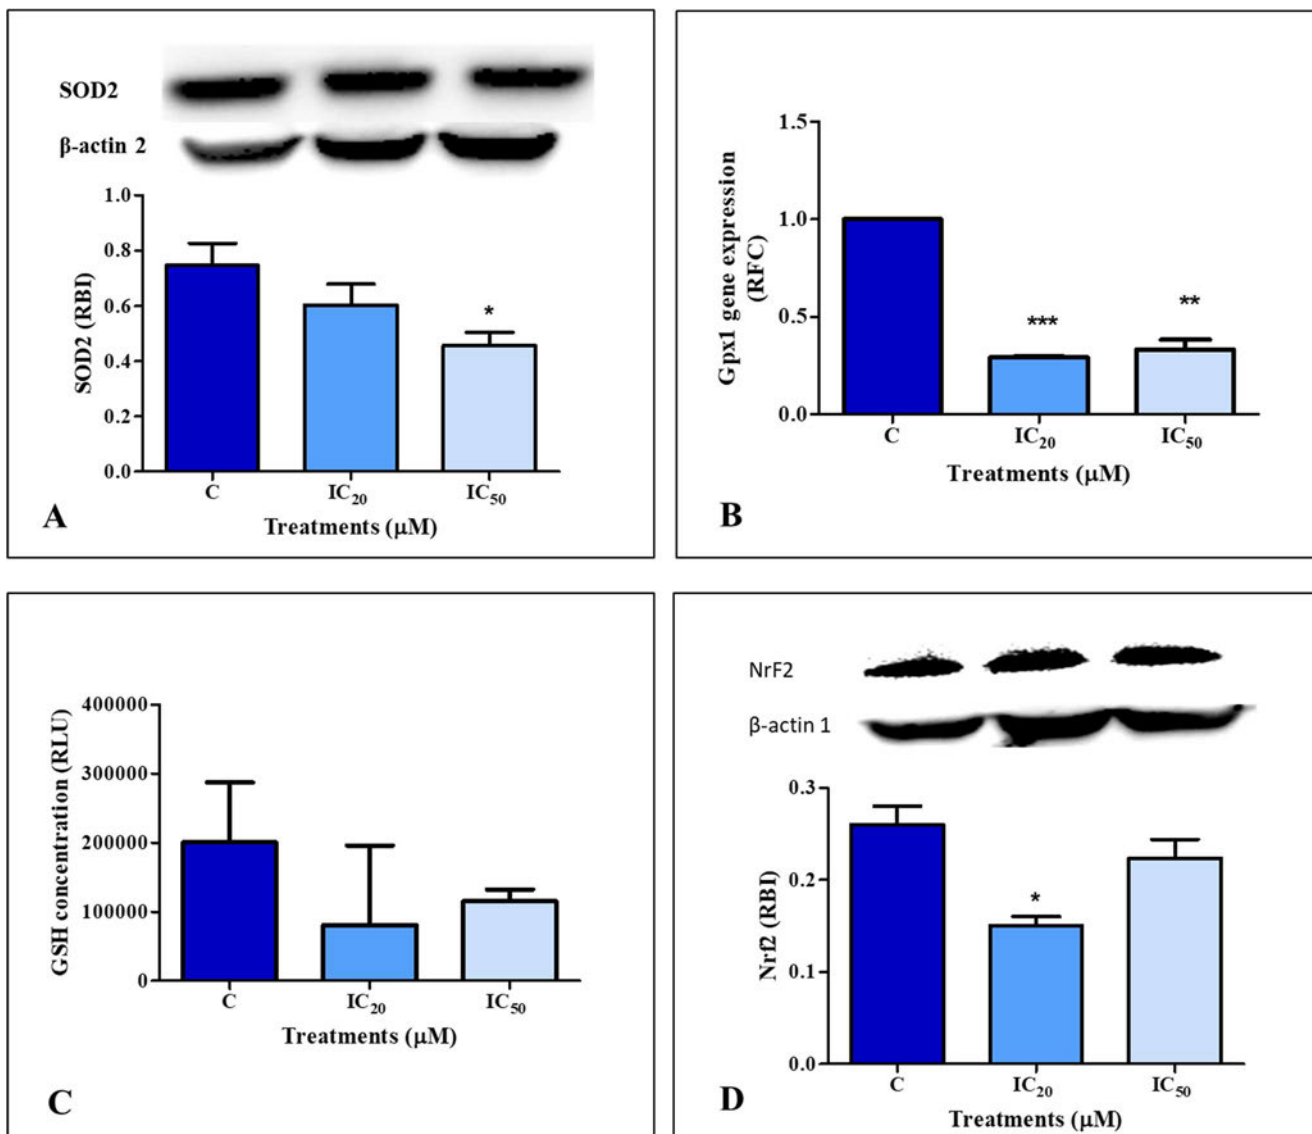 SOD2
β-actin 2
1.0
0.8
0.6
0.4
0.2
0.0
SOD2 (RBI)
*
C IC₂₀ IC₅₀
Treatments (μM)
A
1.5
1.0
0.5
0.0
Gpx1 gene expression
(RFC)
*** **
C IC₂₀ IC₅₀
Treatments (μM)
B
400000
300000
200000
100000
0
GSH concentration (RLU)
C IC₂₀ IC₅₀
Treatments (μM)
C
NrF2
β-actin 1
0.3
0.2
0.1
0.0
Nrf2 (RBI)
*
C IC₂₀ IC₅₀
Treatments (μM)
D